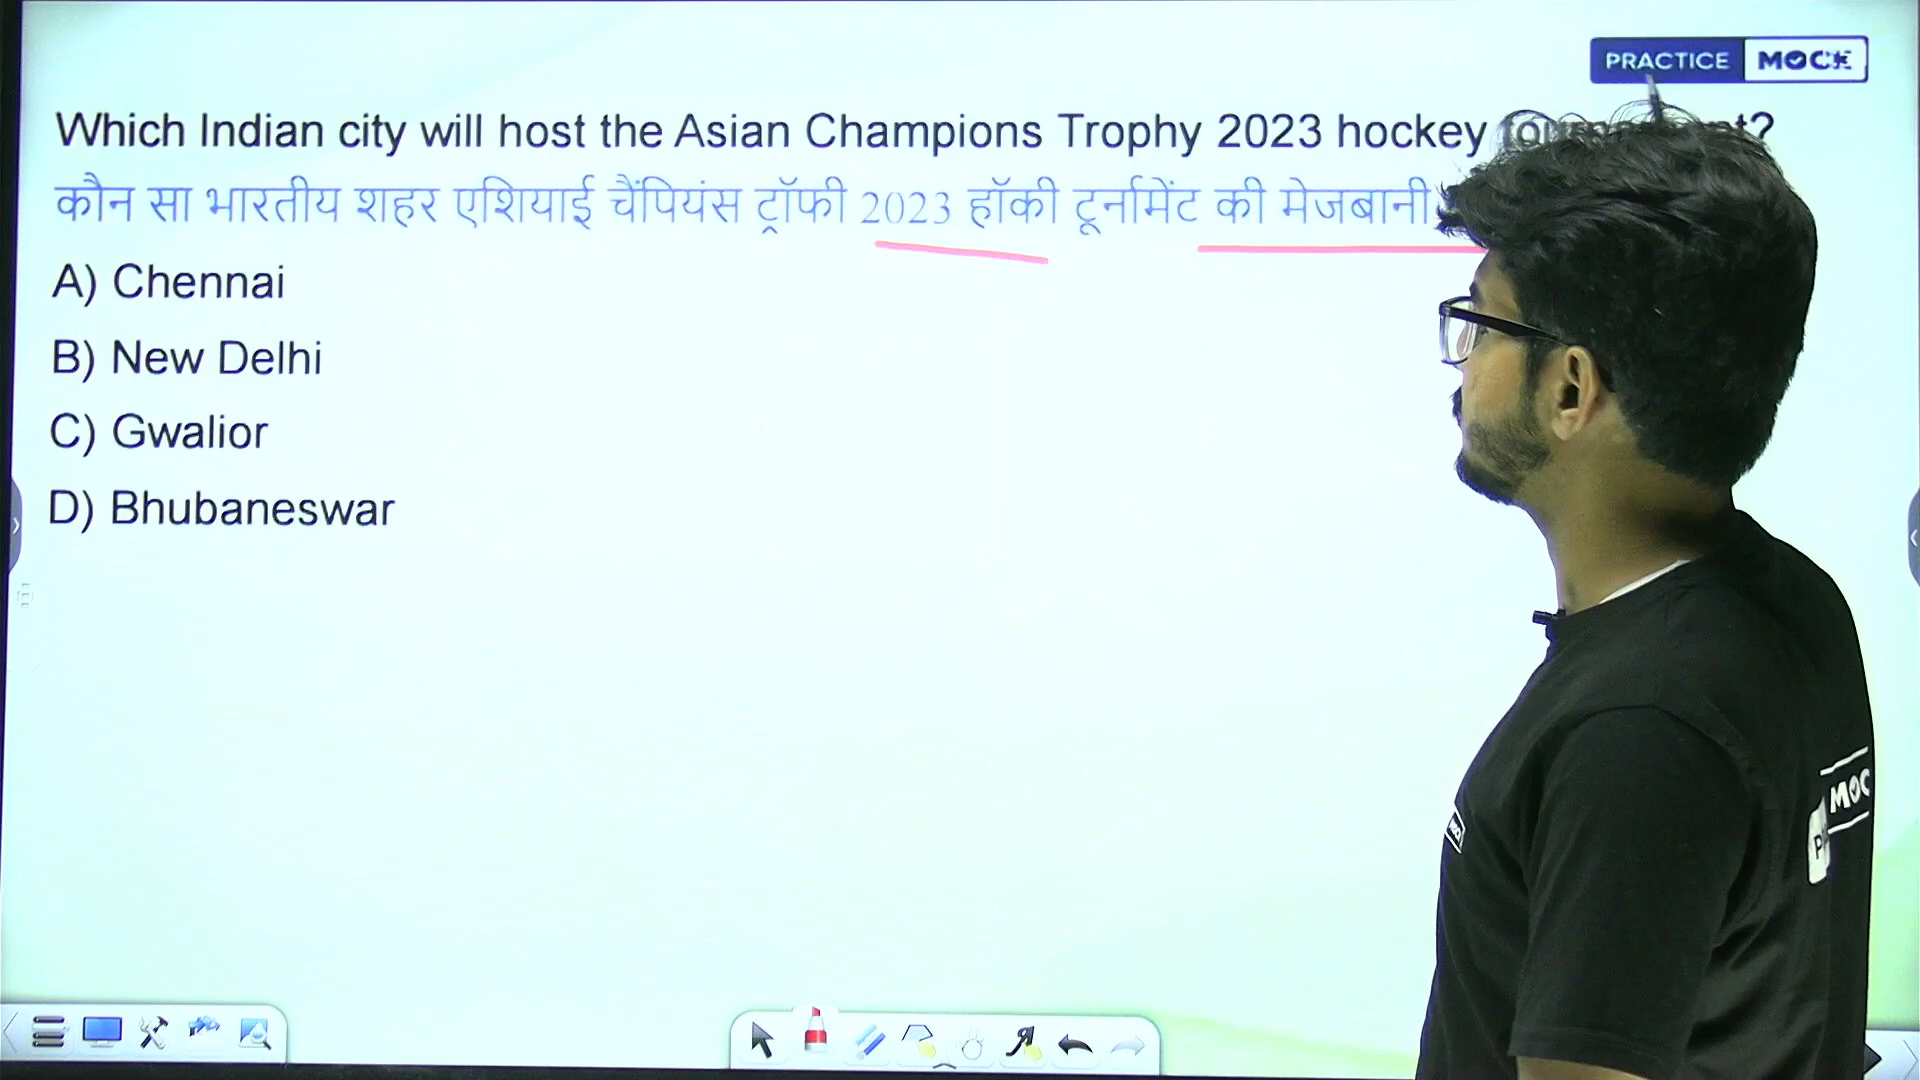 PRACTICE MOCK
Which Indian city will host the Asian Champions Trophy 2023 hockey
कौन सा भारतीय शहर एशियाई चैंपियंस ट्रॉफी 2023 हॉकी टूर्नामेंट की मेजबानी
A) Chennai
B) New Delhi
C) Gwalior
D) Bhubaneswar
MOC